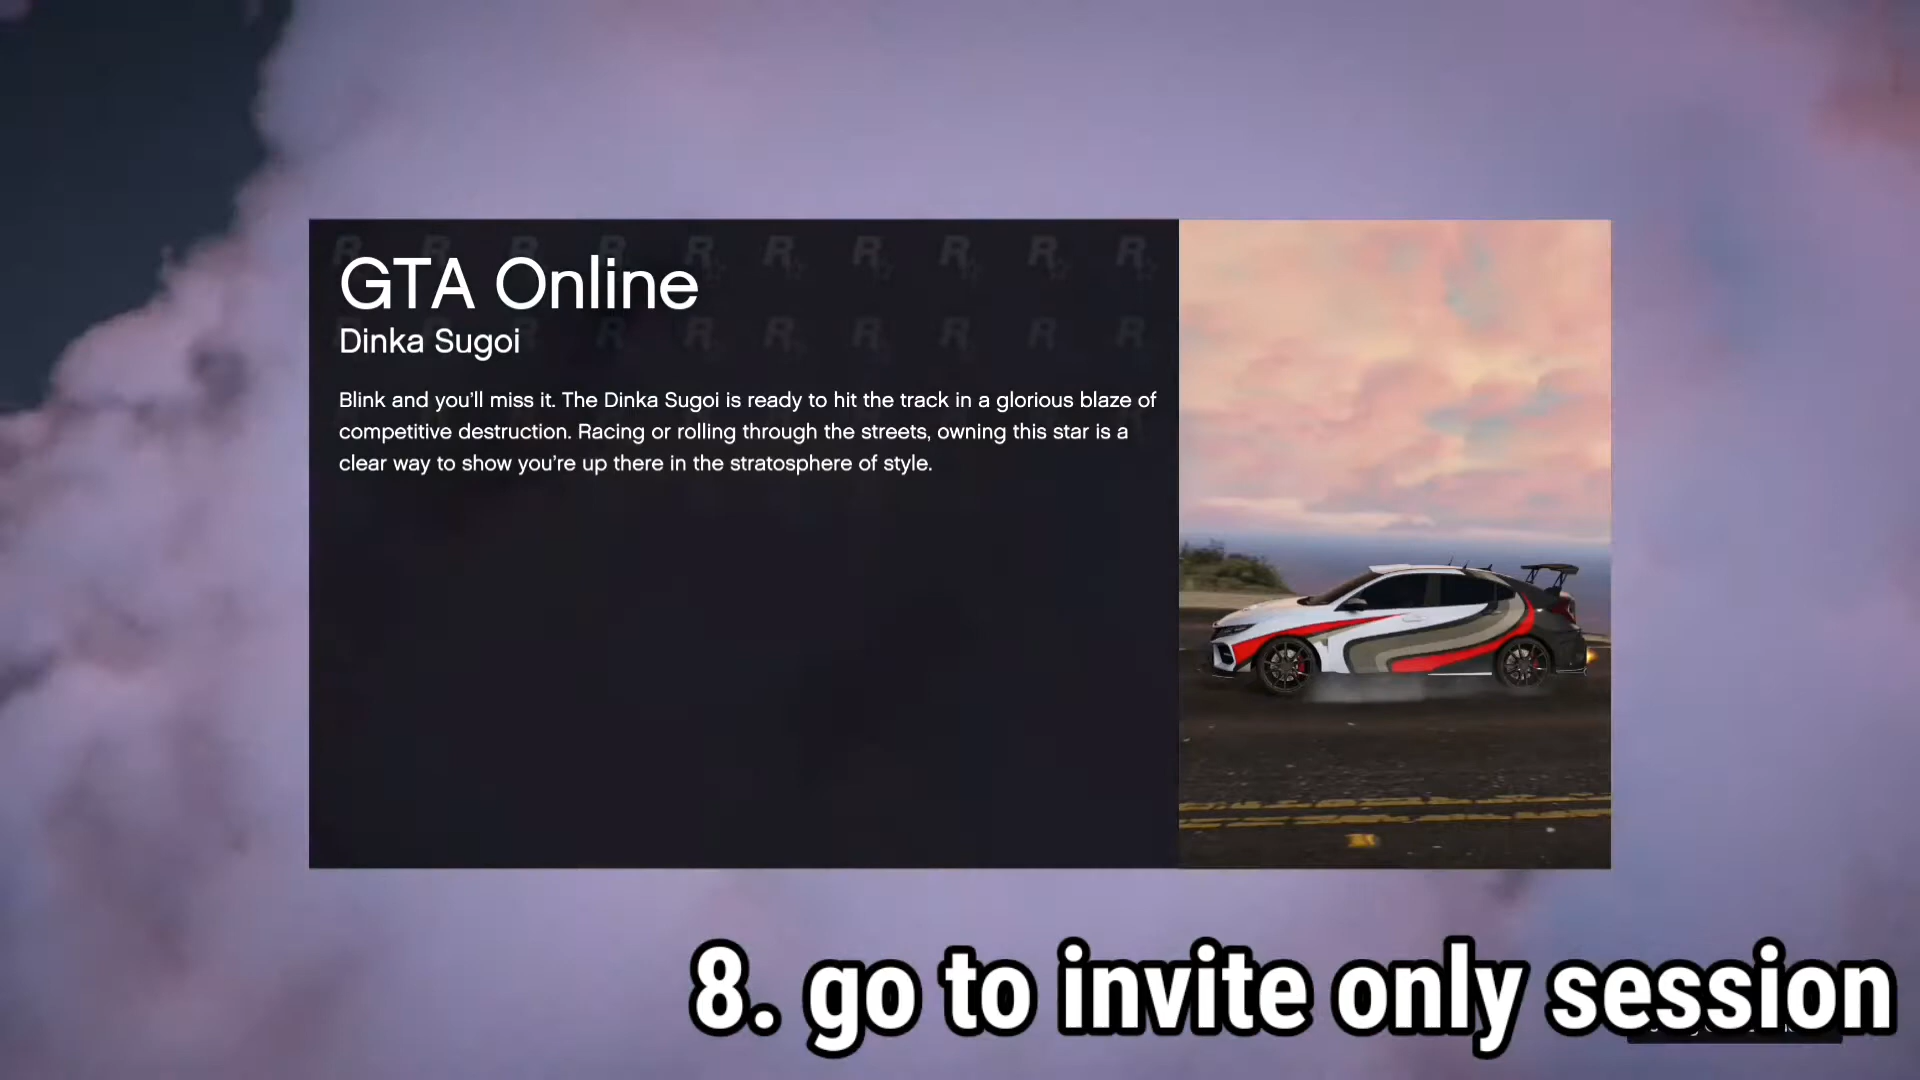 GTA Online
Dinka Sugoi
Blink and you'll miss it. The Dinka Sugoi is ready to hit the track in a glorious blaze of
competitive destruction. Racing or rolling through the streets, owning this star is a
clear way to show you're up there in the stratosphere of style.
8. go to invite only session